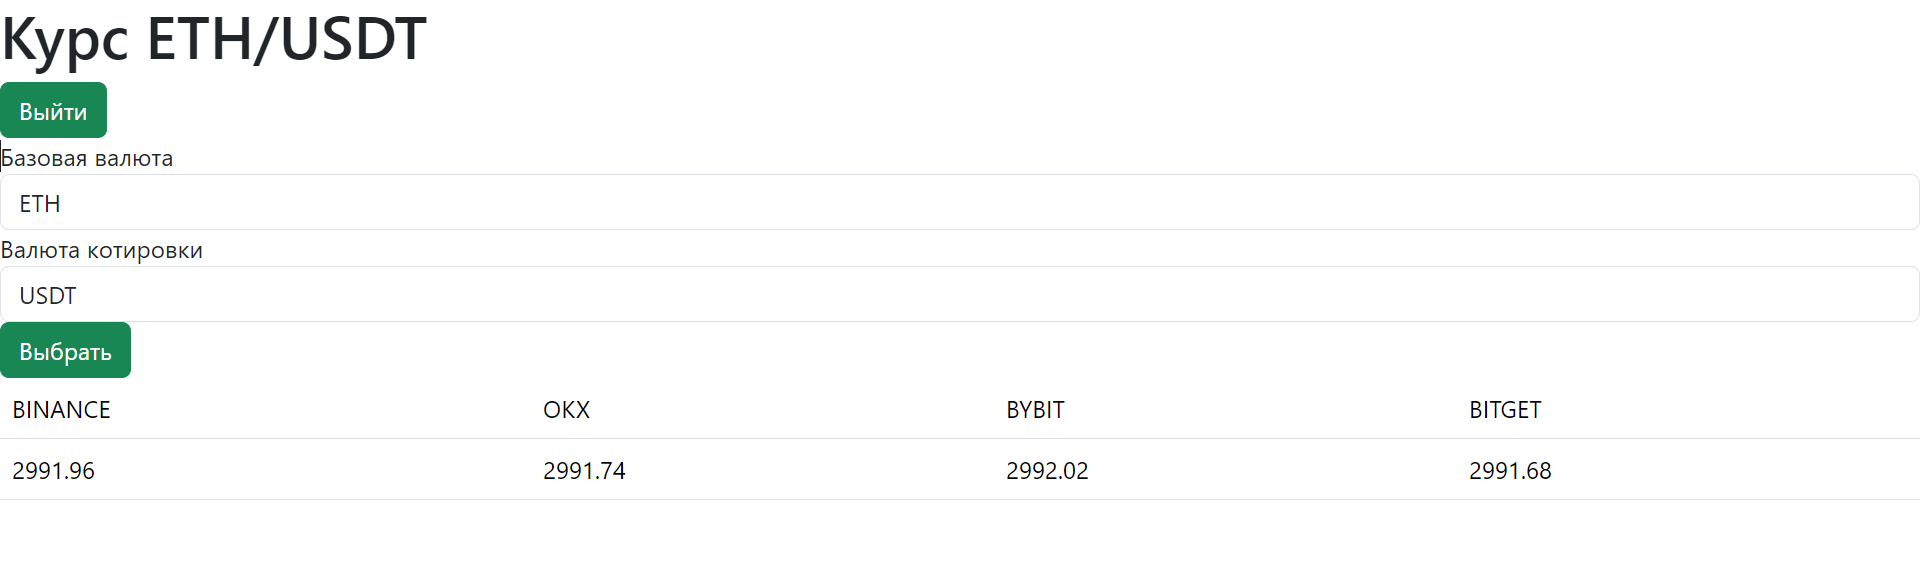 Курс ETH/USDT
Выйти
Базовая валюта
ETH
Валюта котировки
USDT
Выбрать
BINANCE OKX BYBIT BITGET
2991.96 2991.74 2992.02 2991.68